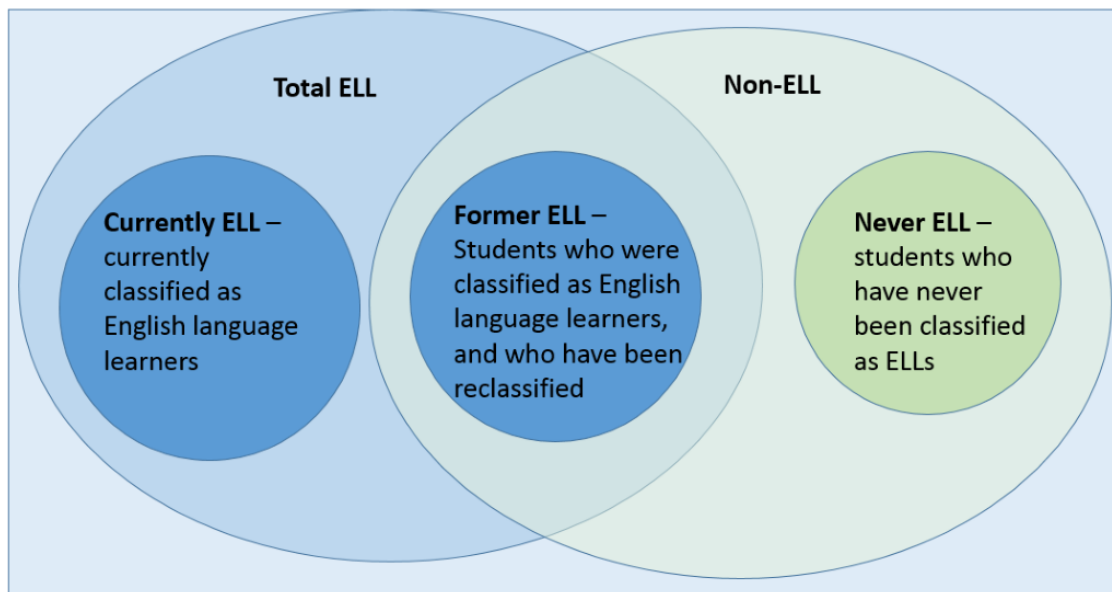 Total ELL
Non-ELL
Currently ELL –
currently
classified as
English language
learners
Former ELL –
Students who were
classified as English
language learners,
and who have been
reclassified
Never ELL –
students who
have never
been classified
as ELLs